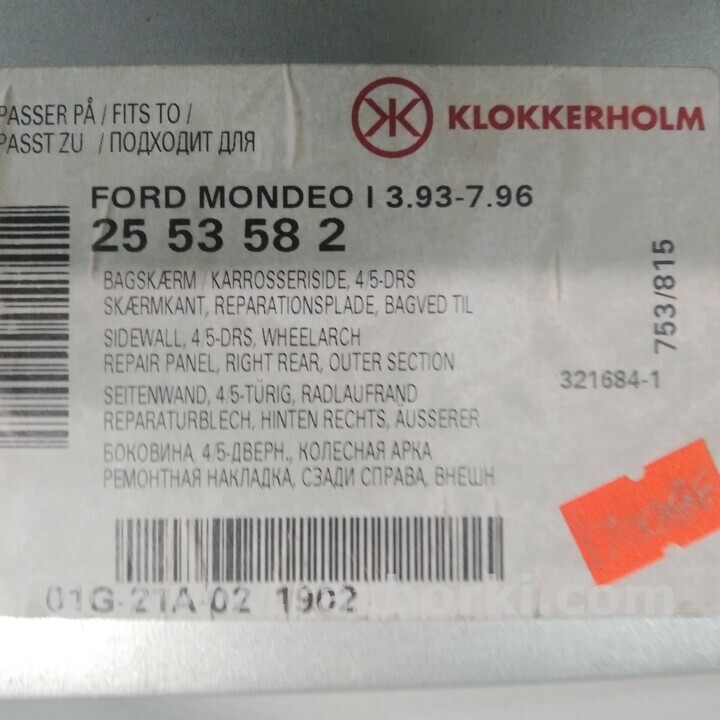 PASSER PÅ / FITS TO /
PASST ZU / ПОДХОДИТ ДЛЯ
KLOKKERHOLM
FORD MONDEO I 3.93-7.96
25 53 58 2
BAGSKÆRM / KARROSSERISIDE, 4/5-DRS
SKÆRMKANT, REPARATIONSPLADE, BAGVED TIL
SIDEWALL, 4/5-DRS, WHEELARCH
REPAIR PANEL, RIGHT REAR, OUTER SECTION
SEITENWAND, 4/5-TÜRIG, RADLAUFRAND
REPARATURBLECH, HINTEN RECHTS, ÄUSSERER
БОКОВИНА, 4/5-ДВЕРН., КОЛЕСНАЯ АРКА
РЕМОНТНАЯ НАКЛАДКА, СЗАДИ СПРАВА, ВНЕШН
753/815
321684-1
01G-21A-02 1902